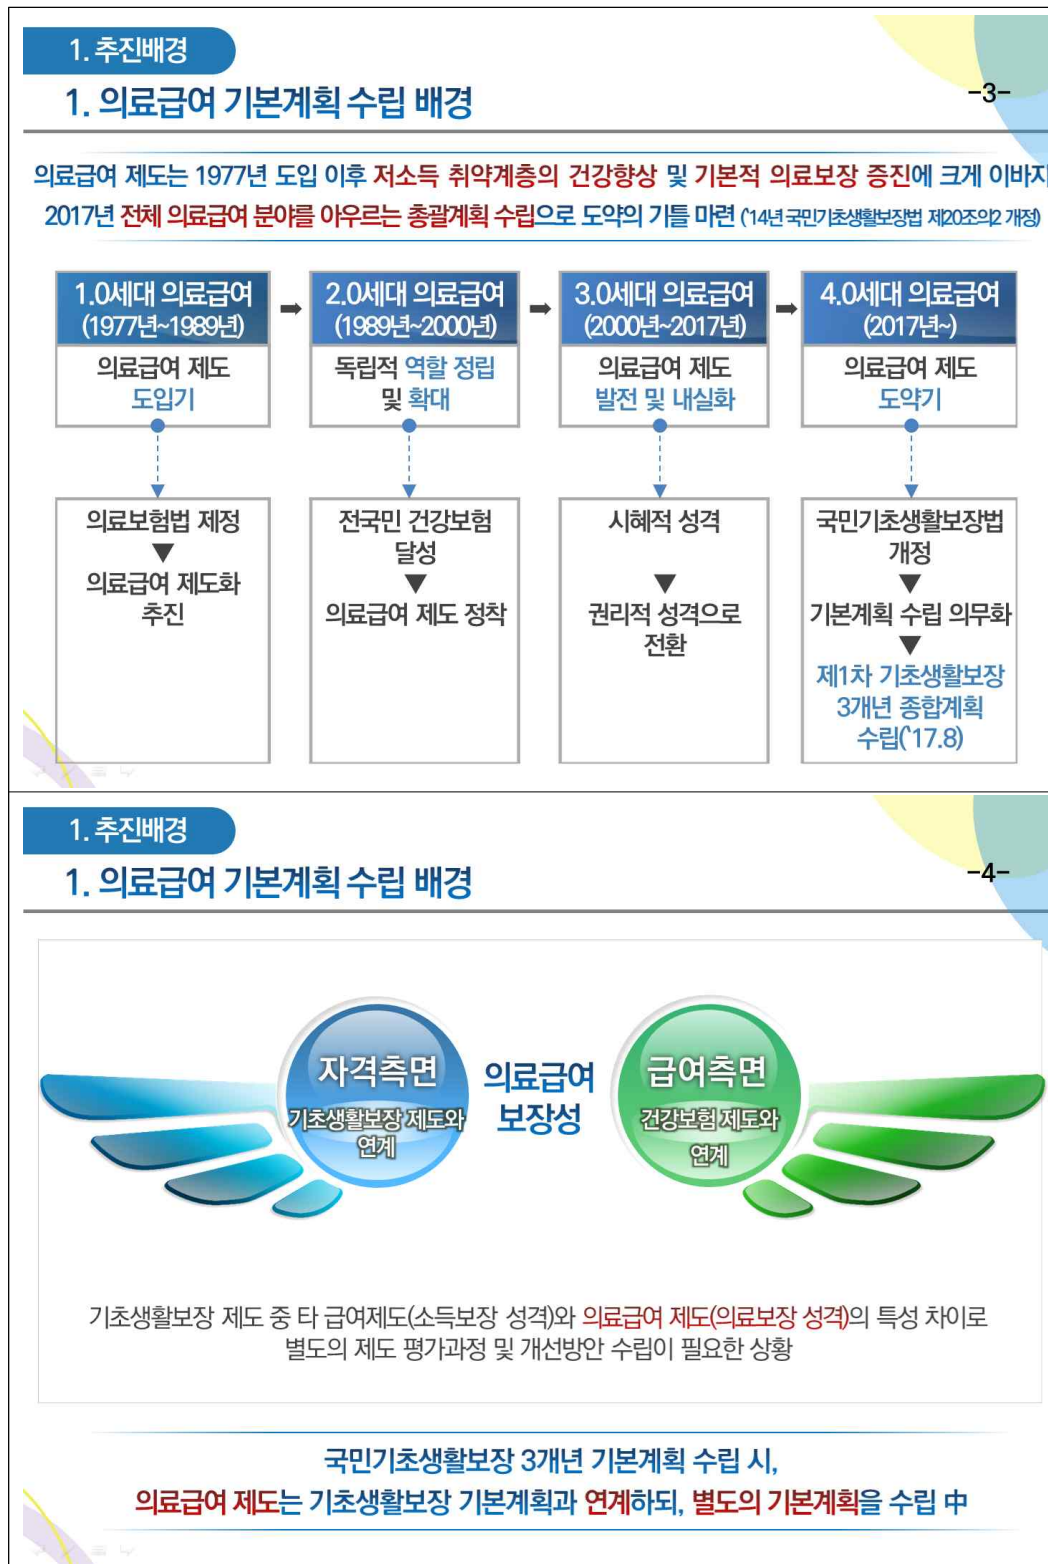 1. 추진배경
1. 의료급여 기본계획 수립 배경
-3-
의료급여 제도는 1977년 도입 이후 저소득 취약계층의 건강향상 및 기본적 의료보장 증진에 크게 이바지
2017년 전체 의료급여 분야를 아우르는 총괄계획 수립으로 도약의 기틀 마련 ('14년 국민기초생활보장법 제20조의2 개정)
1.0세대 의료급여
(1977년~1989년)
의료급여 제도
도입기
의료보험법 제정
▼
의료급여 제도화
추진
➡
2.0세대 의료급여
(1989년~2000년)
독립적 역할 정립
및 확대
전국민 건강보험
달성
▼
의료급여 제도 정착
➡
3.0세대 의료급여
(2000년~2017년)
의료급여 제도
발전 및 내실화
시혜적 성격
▼
권리적 성격으로
전환
➡
4.0세대 의료급여
(2017년~)
의료급여 제도
도약기
국민기초생활보장법
개정
▼
기본계획 수립 의무화
▼
제1차 기초생활보장
3개년 종합계획
수립('17.8)
1. 추진배경
1. 의료급여 기본계획 수립 배경
-4-
자격측면
기초생활보장 제도와
연계
의료급여
보장성
급여측면
건강보험 제도와
연계
기초생활보장 제도 중 타 급여제도(소득보장 성격)와 의료급여 제도(의료보장 성격)의 특성 차이로
별도의 제도 평가과정 및 개선방안 수립이 필요한 상황
국민기초생활보장 3개년 기본계획 수립 시,
의료급여 제도는 기초생활보장 기본계획과 연계하되, 별도의 기본계획을 수립 中